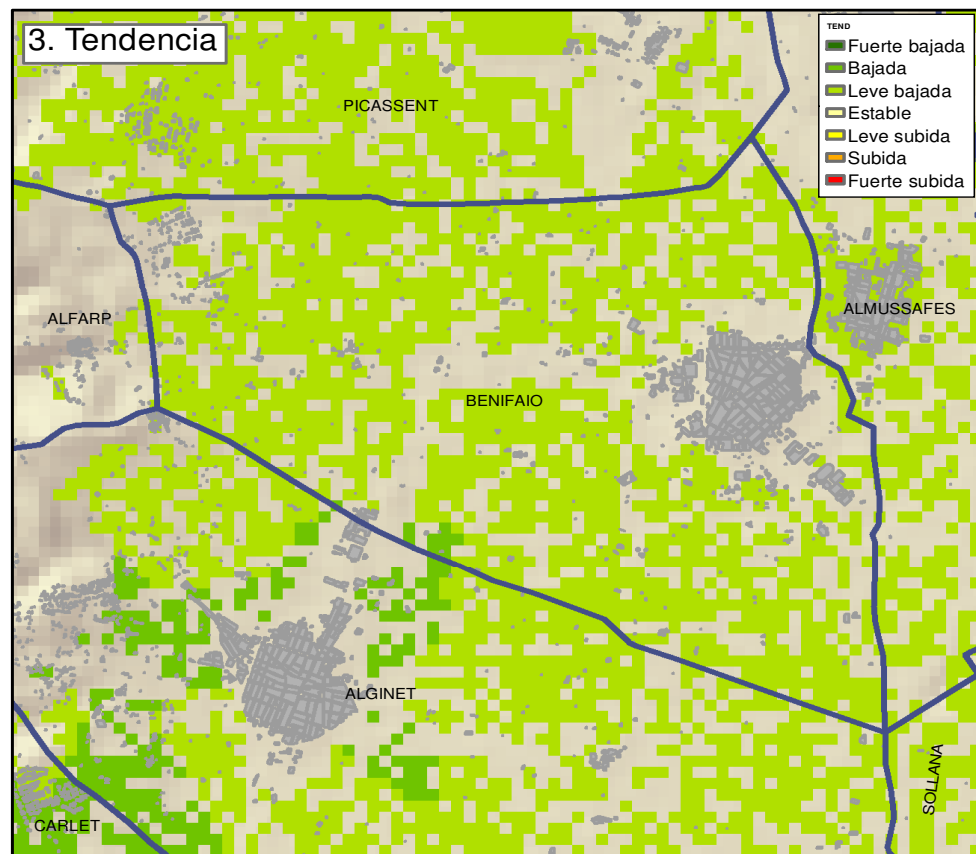 3. Tendencia
TEND
Fuerte bajada
Bajada
Leve bajada
Estable
Leve subida
Subida
Fuerte subida
PICASSENT
ALFARP
ALMUSSAFES
BENIFAIO
ALGINET
SOLLANA
CARLET